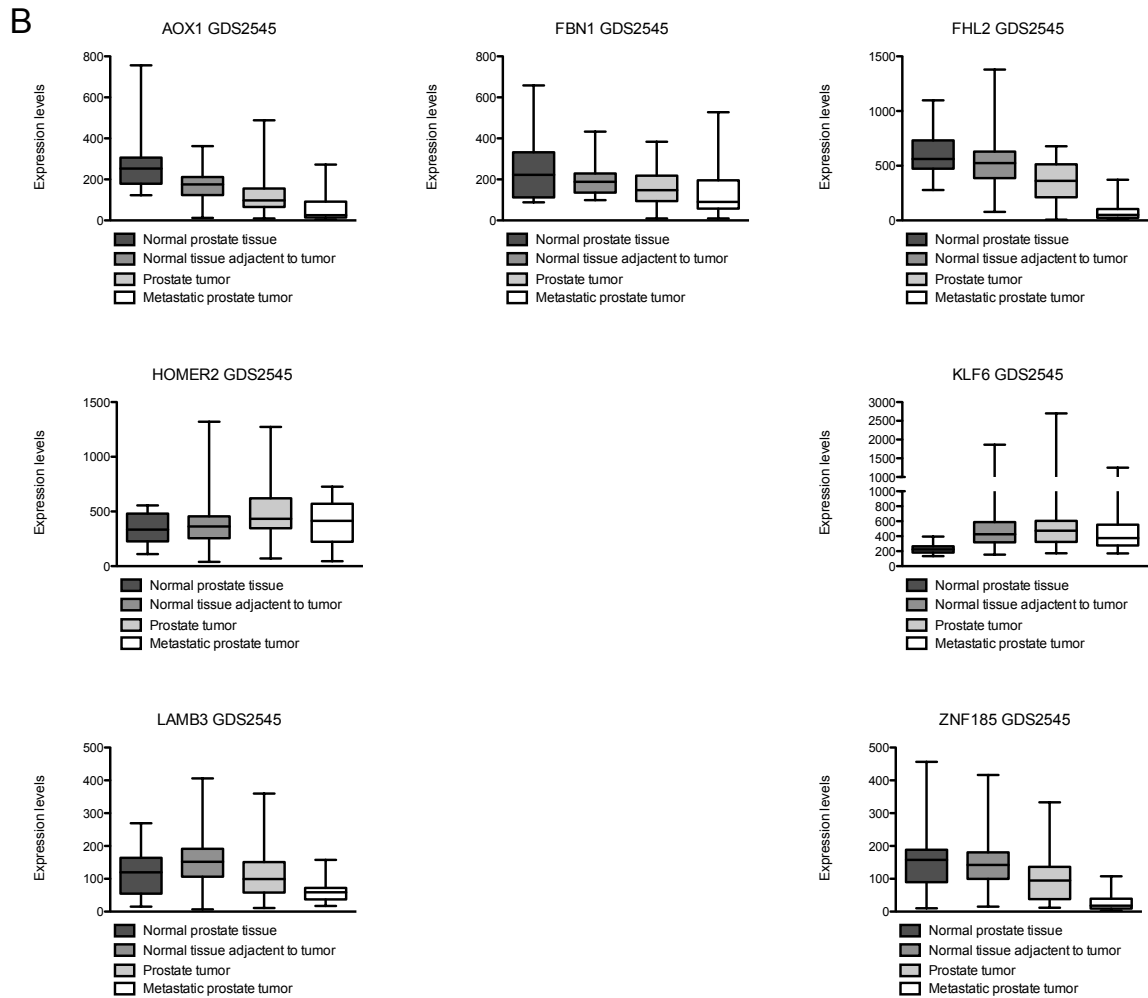 B
AOX1 GDS2545
Expression levels
800
600
400
200
0
Normal prostate tissue
Normal tissue adjectent to tumor
Prostate tumor
Metastatic prostate tumor
FBN1 GDS2545
Expression levels
800
600
400
200
0
Normal prostate tissue
Normal tissue adjectent to tumor
Prostate tumor
Metastatic prostate tumor
FHL2 GDS2545
Expression levels
1500
1000
500
0
Normal prostate tissue
Normal tissue adjectent to tumor
Prostate tumor
Metastatic prostate tumor
HOMER2 GDS2545
Expression levels
1500
1000
500
0
Normal prostate tissue
Normal tissue adjectent to tumor
Prostate tumor
Metastatic prostate tumor
KLF6 GDS2545
Expression levels
3000
2500
2000
1500
1000
1000
800
600
400
200
0
Normal prostate tissue
Normal tissue adjectent to tumor
Prostate tumor
Metastatic prostate tumor
LAMB3 GDS2545
Expression levels
500
400
300
200
100
0
Normal prostate tissue
Normal tissue adjectent to tumor
Prostate tumor
Metastatic prostate tumor
ZNF185 GDS2545
Expression levels
500
400
300
200
100
0
Normal prostate tissue
Normal tissue adjectent to tumor
Prostate tumor
Metastatic prostate tumor